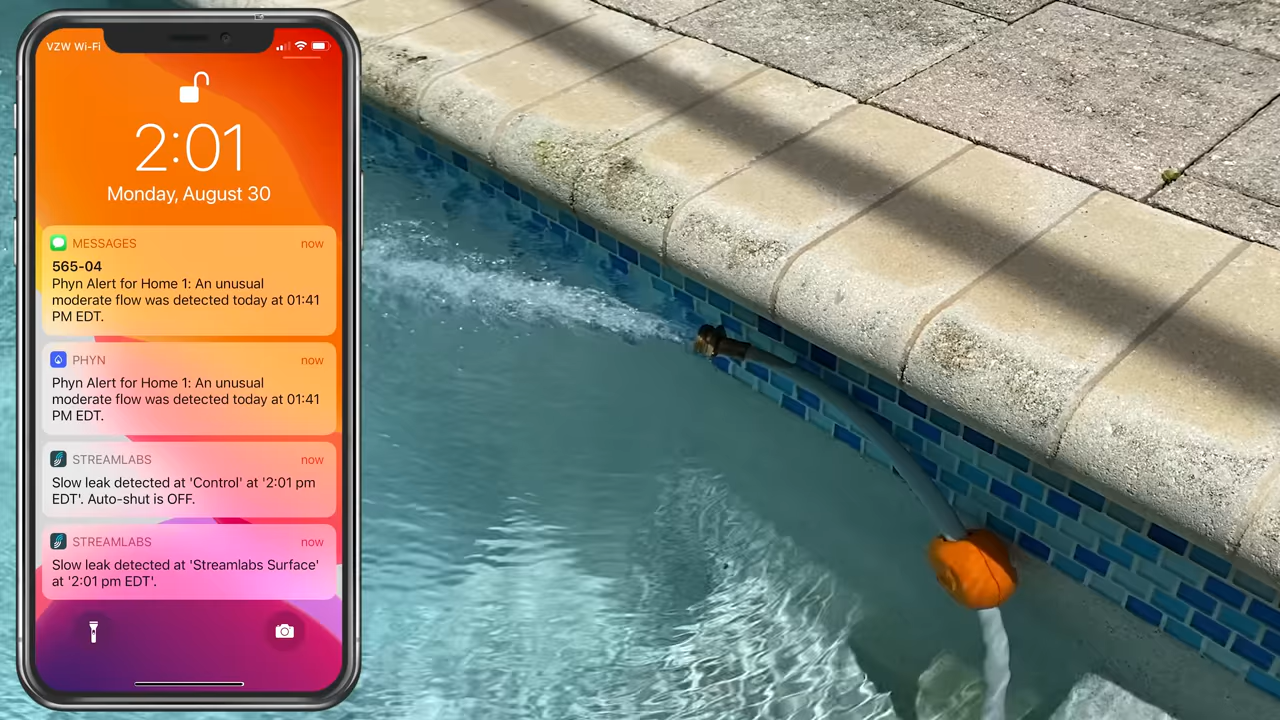 VZW Wi-Fi
2:01
Monday, August 30
MESSAGES now
565-04
Phyn Alert for Home 1: An unusual
moderate flow was detected today at 01:41
PM EDT.
PHYN now
Phyn Alert for Home 1: An unusual
moderate flow was detected today at 01:41
PM EDT.
STREAMLABS now
Slow leak detected at 'Control' at '2:01 pm
EDT'. Auto-shut is OFF.
STREAMLABS now
Slow leak detected at 'Streamlabs Surface'
at '2:01 pm EDT'.